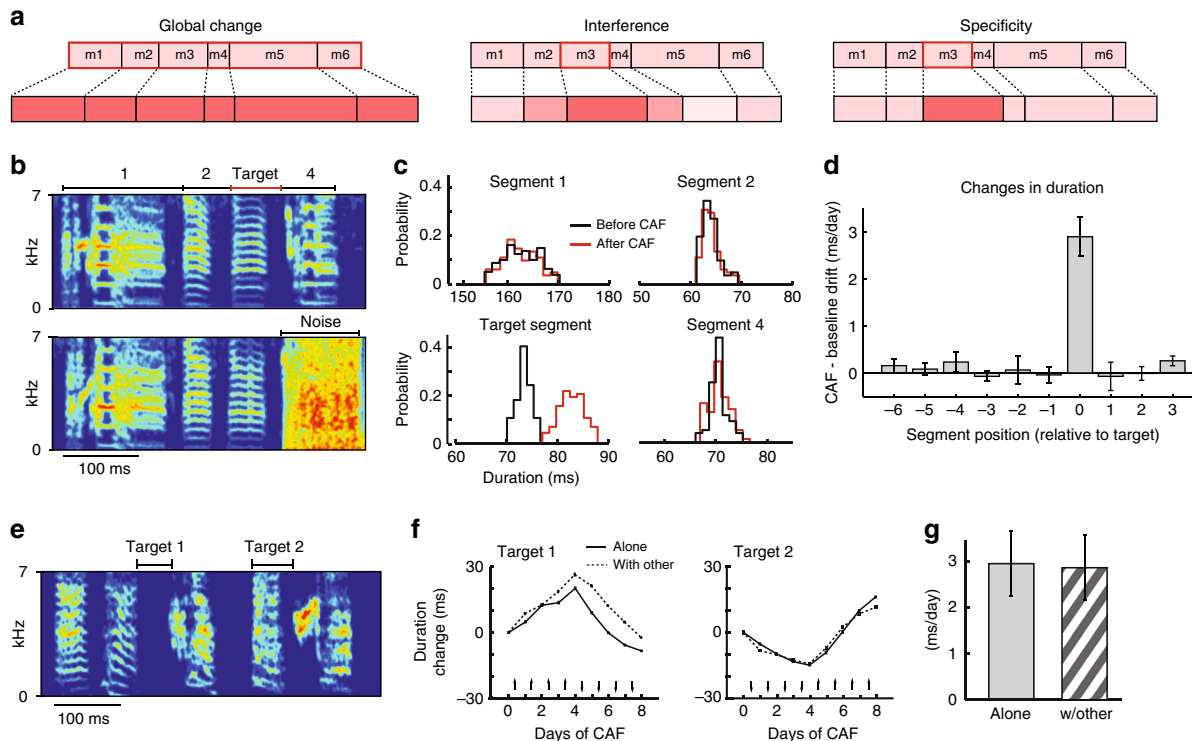 a
Global change
Interference
Specificity
m1 m2 m3 m4 m5 m6
m1 m2 m3 m4 m5 m6
m1 m2 m3 m4 m5 m6
b
1 2 Target 4
7
kHz
0
Noise
7
kHz
0
100 ms
c
Segment 1
Segment 2
Before CAF
After CAF
Probability
0.4
0.2
0
150 160 170 180
50 60 70 80
Target segment
Segment 4
Probability
0.4
0.2
0
60 70 80 90
60 70 80
Duration (ms)
d
Changes in duration
CAF - baseline drift (ms/day)
3
2
1
0
−6 −5 −4 −3 −2 −1 0 1 2 3
Segment position (relative to target)
e
Target 1 Target 2
7
kHz
0
100 ms
f
Target 1
Alone
With other
Target 2
Duration
change (ms)
30
0
−30
0 2 4 6 8
Days of CAF
30
0
−30
0 2 4 6 8
Days of CAF
g
(ms/day)
3
2
1
0
Alone w/other